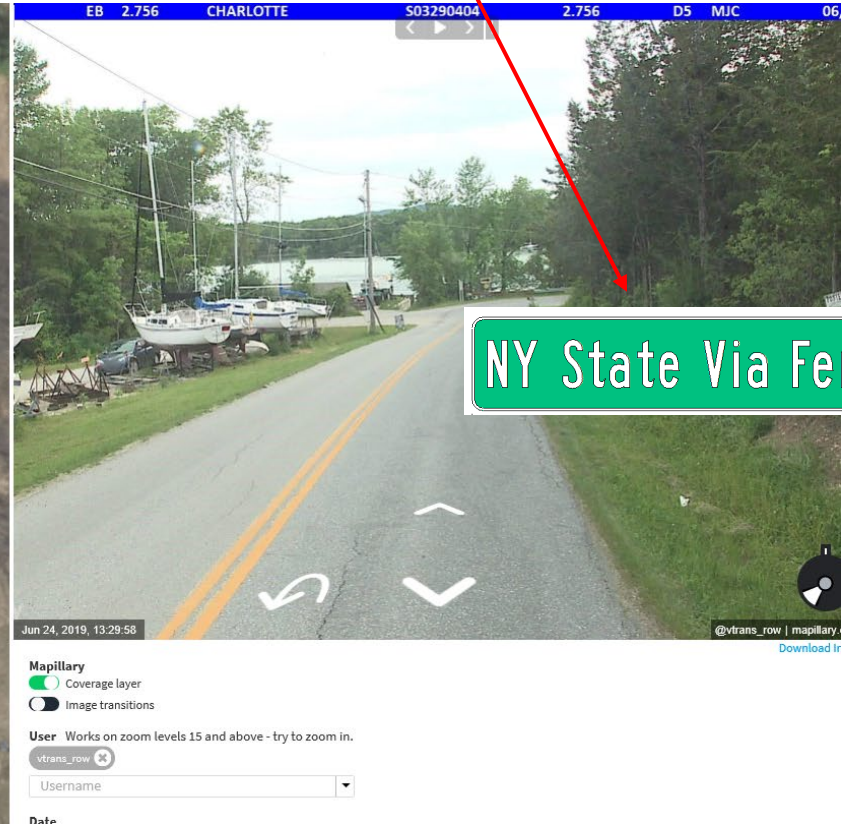 EB 2.756 CHARLOTTE S03290404 2.756 D5 MJC 06/
NY State Via Fer
Jun 24, 2019, 13:29:58
@vtrans_row | mapillary.
Download I
Mapillary
Coverage layer
Image transitions
User Works on zoom levels 15 and above - try to zoom in.
vtrans_row
Username
Date